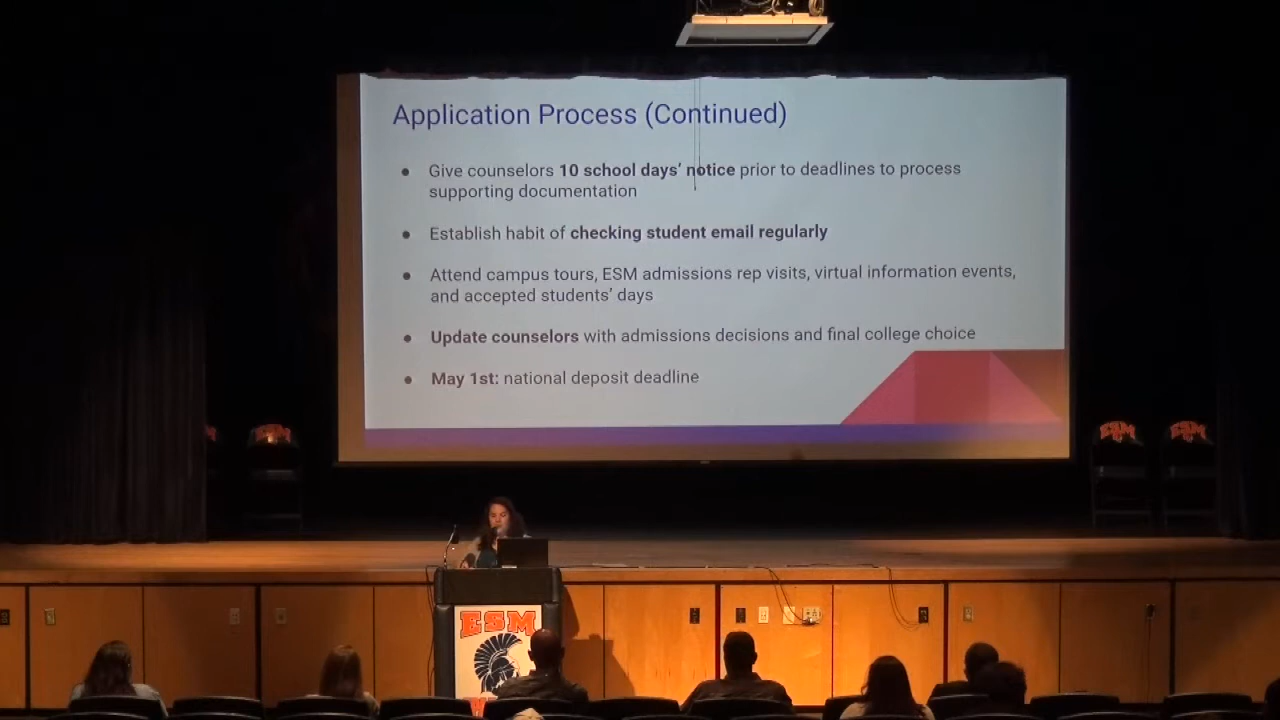 Application Process (Continued)
● Give counselors 10 school days’ notice prior to deadlines to process
supporting documentation
● Establish habit of checking student email regularly
● Attend campus tours, ESM admissions rep visits, virtual information events,
and accepted students’ days
● Update counselors with admissions decisions and final college choice
● May 1st: national deposit deadline
ESM
ESM
ESM
ESM